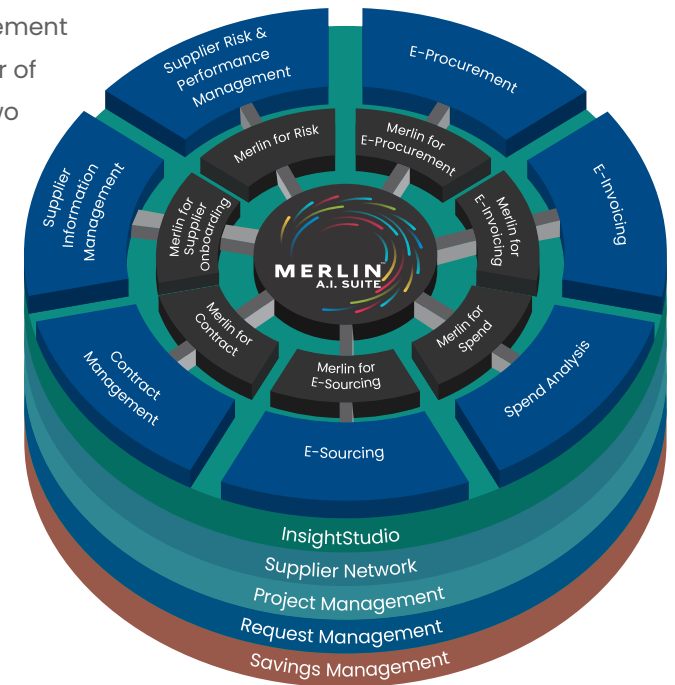 ement
r of
vo
Supplier Risk &
Performance
Management
E-Procurement
Supplier
Information
Management
E-Invoicing
Merlin for Risk
Merlin for
E-Procurement
Merlin for
Supplier
Onboarding
Merlin for
E-Invoicing
MERLIN
A.I. SUITE
Merlin for
Contract
Merlin for
Spend
Merlin for
E-Sourcing
Contract
Management
Spend Analysis
E-Sourcing
InsightStudio
Supplier Network
Project Management
Request Management
Savings Management